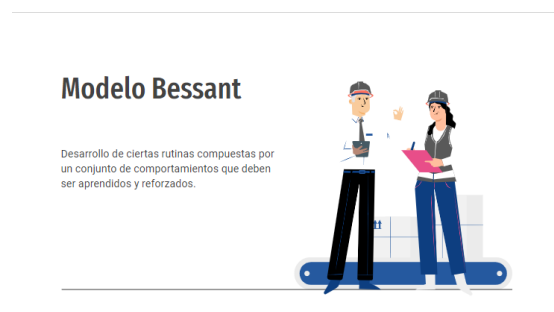 Modelo Bessant
Desarrollo de ciertas rutinas compuestas por
un conjunto de comportamientos que deben
ser aprendidos y reforzados.